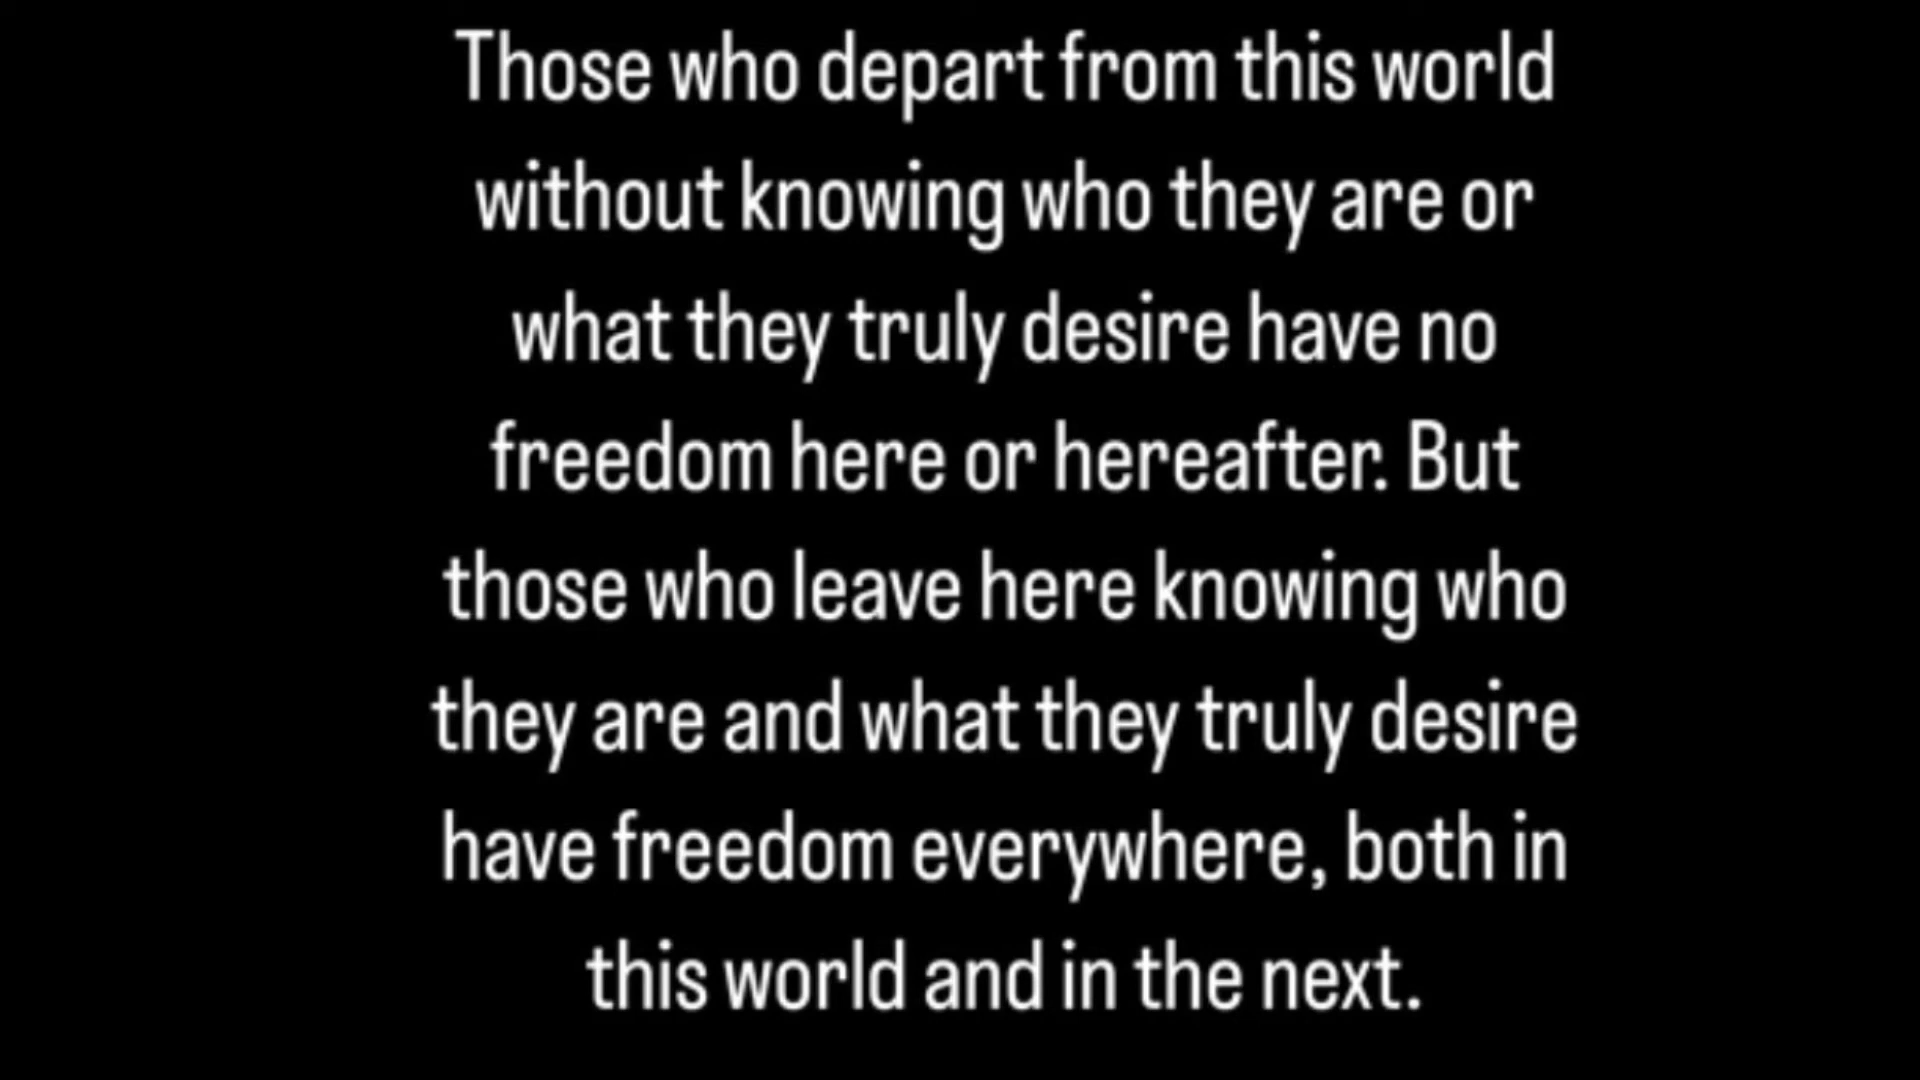 Those who depart from this world
without knowing who they are or
what they truly desire have no
freedom here or hereafter. But
those who leave here knowing who
they are and what they truly desire
have freedom everywhere, both in
this world and in the next.